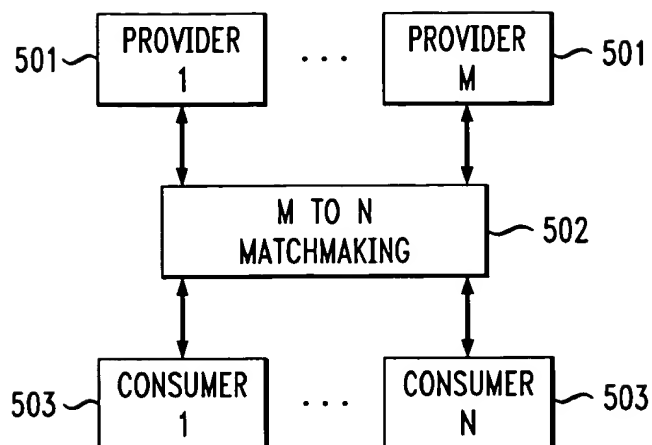 501 PROVIDER 1 ... PROVIDER M 501
M TO N
MATCHMAKING
502
503 CONSUMER 1 ... CONSUMER N 503